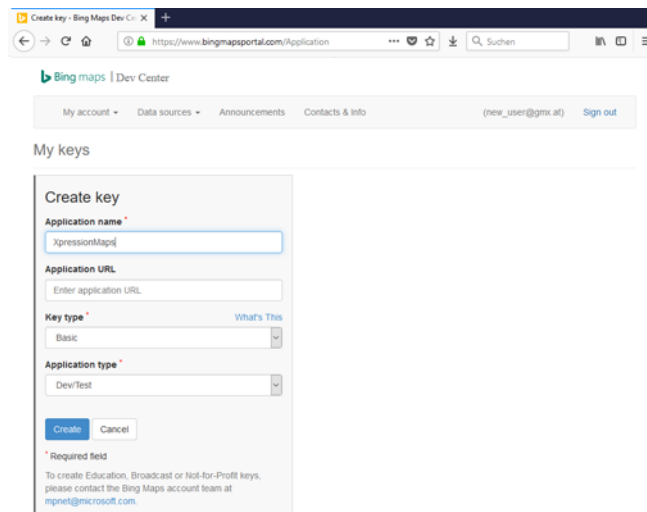 Create key - Bing Maps Dev Ce
https://www.bingmapsportal.com/Application
Suchen
Bing maps | Dev Center
My account Data sources Announcements Contacts & Info (new_user@gmx.at) Sign out
My keys
Create key
Application name *
XpressionMaps
Application URL
Enter application URL
Key type * What's This
Basic
Application type *
Dev/Test
Create Cancel
* Required field
To create Education, Broadcast or Not-for-Profit keys,
please contact the Bing Maps account team at
mpnet@microsoft.com.